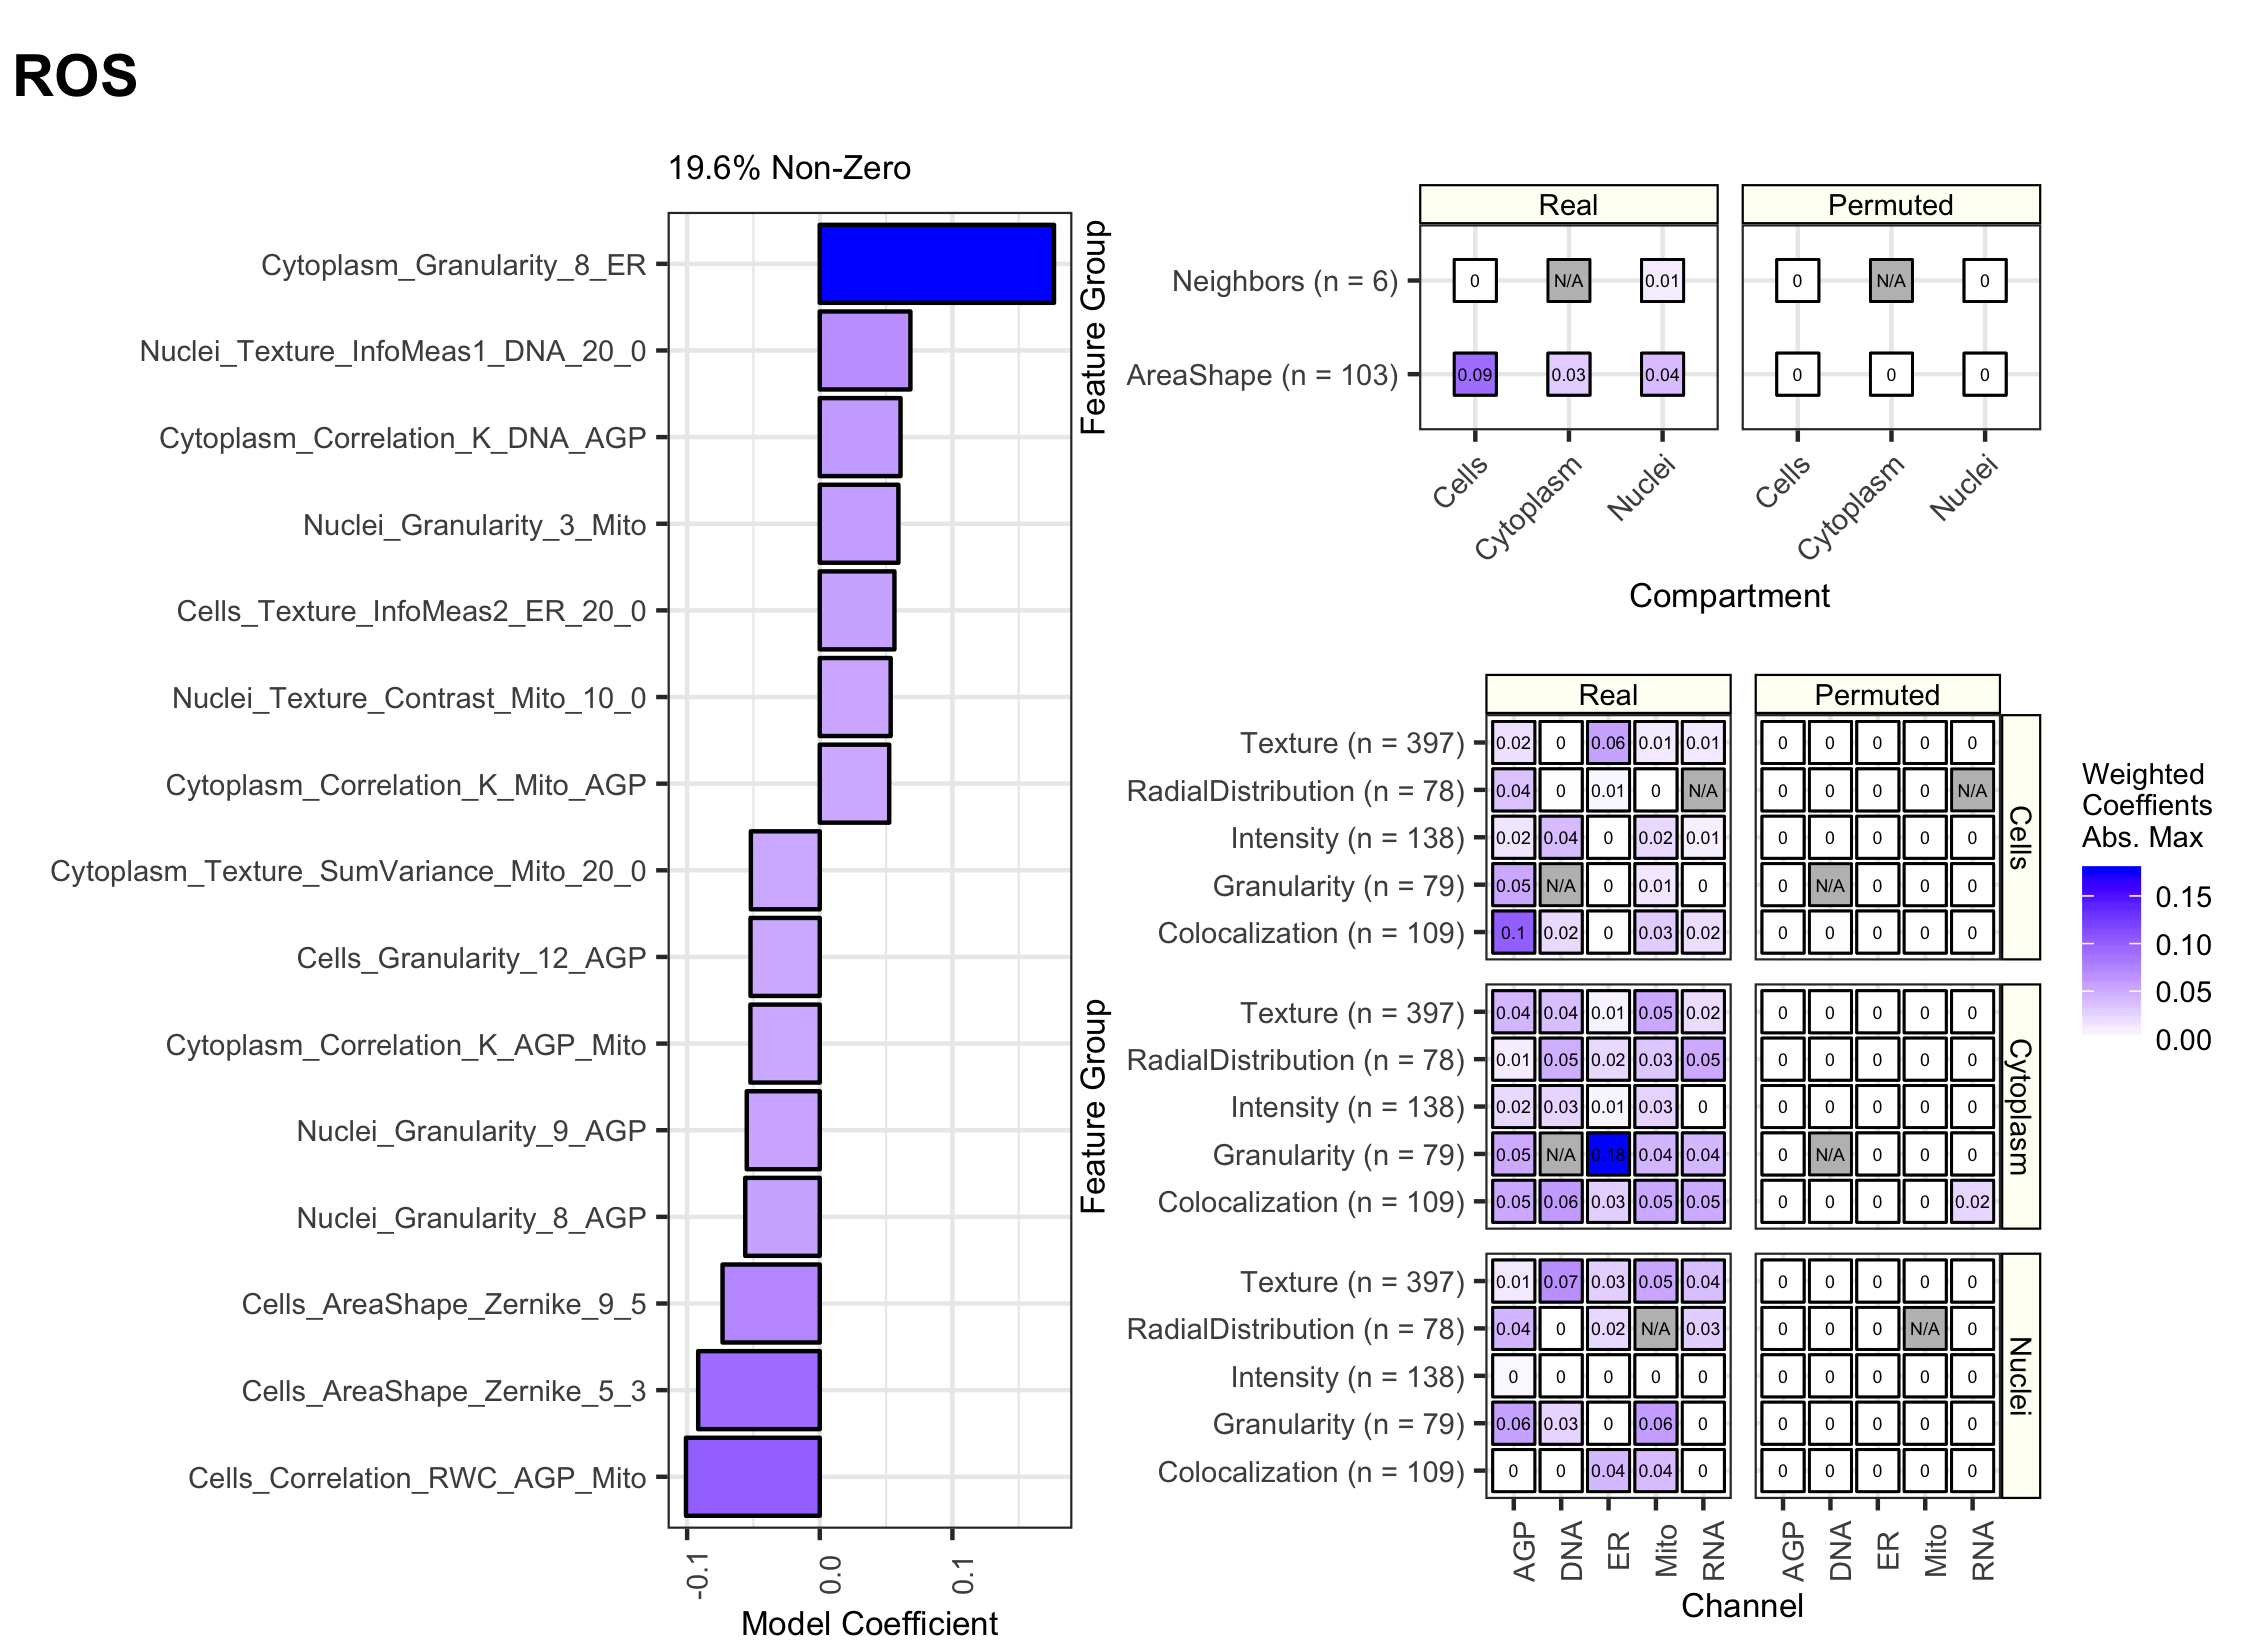 ROS
19.6% Non-Zero
Cytoplasm_Granularity_8_ER
Nuclei_Texture_InfoMeas1_DNA_20_0
Cytoplasm_Correlation_K_DNA_AGP
Nuclei_Granularity_3_Mito
Cells_Texture_InfoMeas2_ER_20_0
Nuclei_Texture_Contrast_Mito_10_0
Cytoplasm_Correlation_K_Mito_AGP
Cytoplasm_Texture_SumVariance_Mito_20_0
Cells_Granularity_12_AGP
Cytoplasm_Correlation_K_AGP_Mito
Nuclei_Granularity_9_AGP
Nuclei_Granularity_8_AGP
Cells_AreaShape_Zernike_9_5
Cells_AreaShape_Zernike_5_3
Cells_Correlation_RWC_AGP_Mito
-0.1 0.0 0.1
Model Coefficient
Feature Group
Real Permuted
Neighbors (n = 6) 0 N/A 0.01 0 N/A 0
AreaShape (n = 103) 0.09 0.03 0.04 0 0 0
Cells Cytoplasm Nuclei Cells Cytoplasm Nuclei
Compartment
Feature Group
Real Permuted
Texture (n = 397) 0.02 0 0.06 0.01 0.01 0 0 0 0 0
RadialDistribution (n = 78) 0.04 0 0.01 0 N/A 0 0 0 0 N/A
Intensity (n = 138) 0.02 0.04 0 0.02 0.01 0 0 0 0 0
Granularity (n = 79) 0.05 N/A 0 0.01 0 0 N/A 0 0 0
Colocalization (n = 109) 0.1 0.02 0 0.03 0.02 0 0 0 0 0
Cells
Texture (n = 397) 0.04 0.04 0.01 0.05 0.02 0 0 0 0 0
RadialDistribution (n = 78) 0.01 0.05 0.02 0.03 0.05 0 0 0 0 0
Intensity (n = 138) 0.02 0.03 0.01 0.03 0 0 0 0 0 0
Granularity (n = 79) 0.05 N/A 0.18 0.04 0.04 0 N/A 0 0 0
Colocalization (n = 109) 0.05 0.06 0.03 0.05 0.05 0 0 0 0 0.02
Cytoplasm
Texture (n = 397) 0.01 0.07 0.03 0.05 0.04 0 0 0 0 0
RadialDistribution (n = 78) 0.04 0 0.02 N/A 0.03 0 0 0 N/A 0
Intensity (n = 138) 0 0 0 0 0 0 0 0 0 0
Granularity (n = 79) 0.06 0.03 0 0.06 0 0 0 0 0 0
Colocalization (n = 109) 0 0 0.04 0.04 0 0 0 0 0 0
Nuclei
AGP DNA ER Mito RNA AGP DNA ER Mito RNA
Channel
Weighted
Coeffients
Abs. Max
0.15
0.10
0.05
0.00